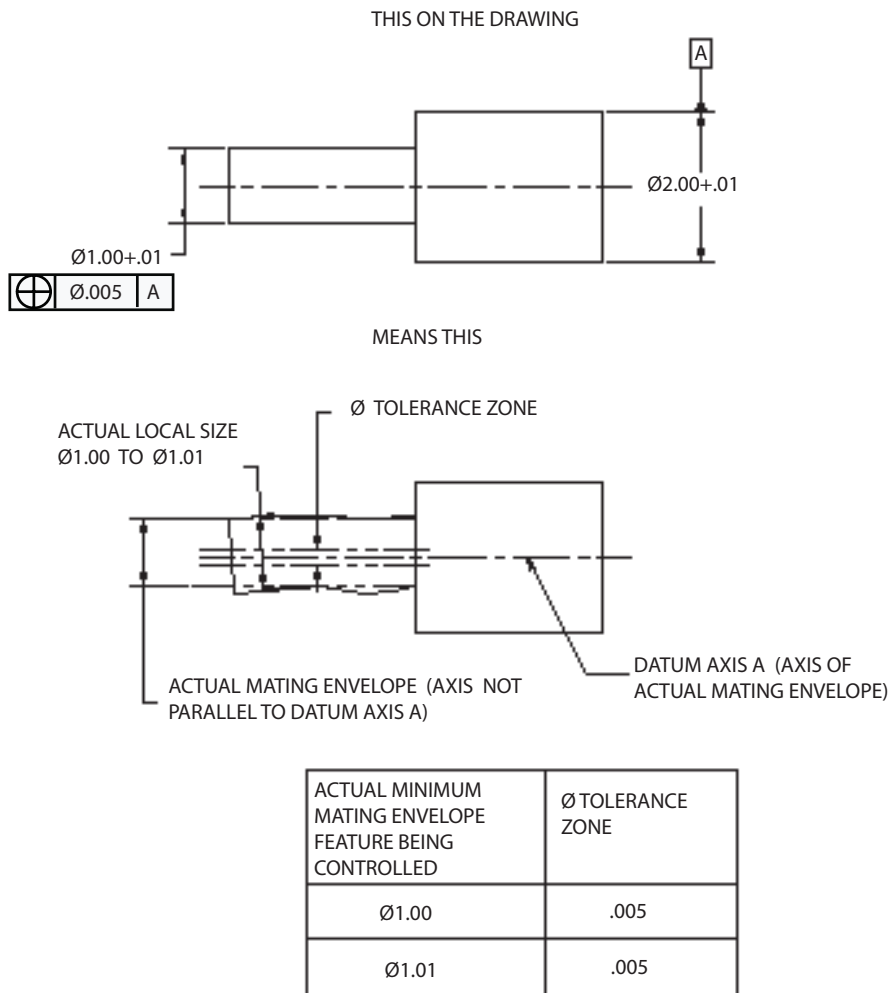 THIS ON THE DRAWING
A
Ø2.00+.01
Ø1.00+.01
Ø.005 A
MEANS THIS
Ø TOLERANCE ZONE
ACTUAL LOCAL SIZE
Ø1.00 TO Ø1.01
DATUM AXIS A (AXIS OF
ACTUAL MATING ENVELOPE)
ACTUAL MATING ENVELOPE (AXIS NOT
PARALLEL TO DATUM AXIS A)
ACTUAL MINIMUM
MATING ENVELOPE
FEATURE BEING
CONTROLLED
Ø TOLERANCE
ZONE
Ø1.00 .005
Ø1.01 .005